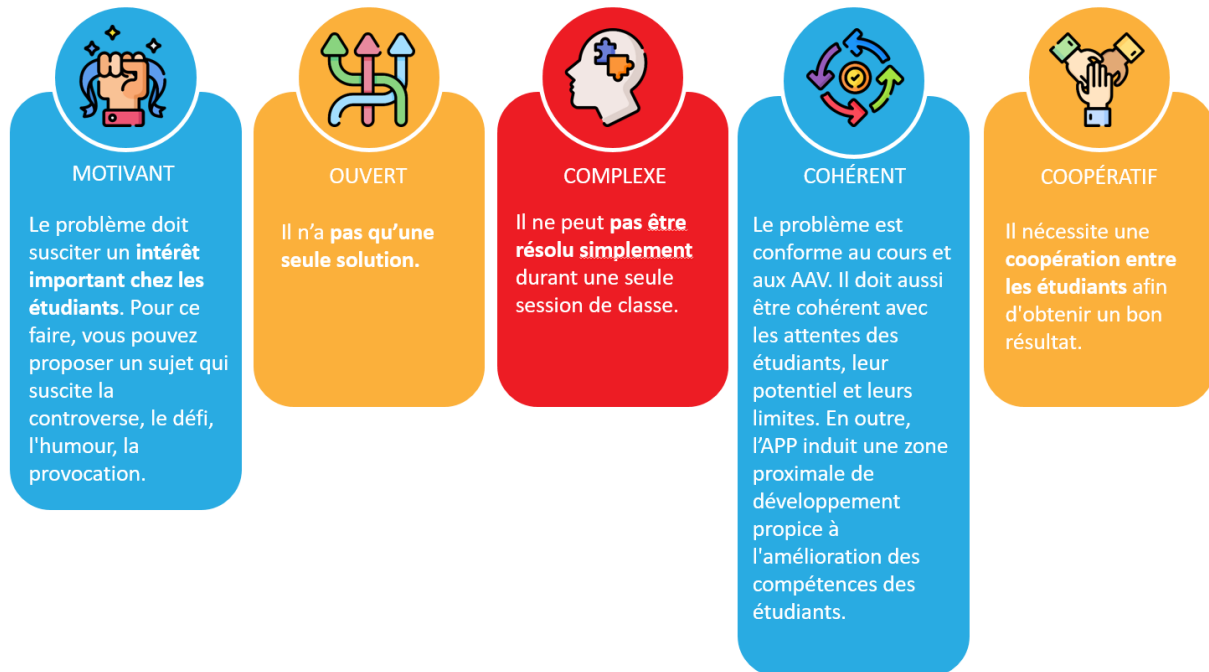 MOTIVANT
Le problème doit
susciter un intérêt
important chez les
étudiants. Pour ce
faire, vous pouvez
proposer un sujet qui
suscite la
controverse, le défi,
l'humour, la
provocation.
OUVERT
Il n’a pas qu’une
seule solution.
COMPLEXE
Il ne peut pas être
résolu simplement
durant une seule
session de classe.
COHÉRENT
Le problème est
conforme au cours et
aux AAV. Il doit aussi
être cohérent avec
les attentes des
étudiants, leur
potentiel et leurs
limites. En outre,
l’APP induit une zone
proximale de
développement
propice à
l'amélioration des
compétences des
étudiants.
COOPÉRATIF
Il nécessite une
coopération entre
les étudiants afin
d'obtenir un bon
résultat.